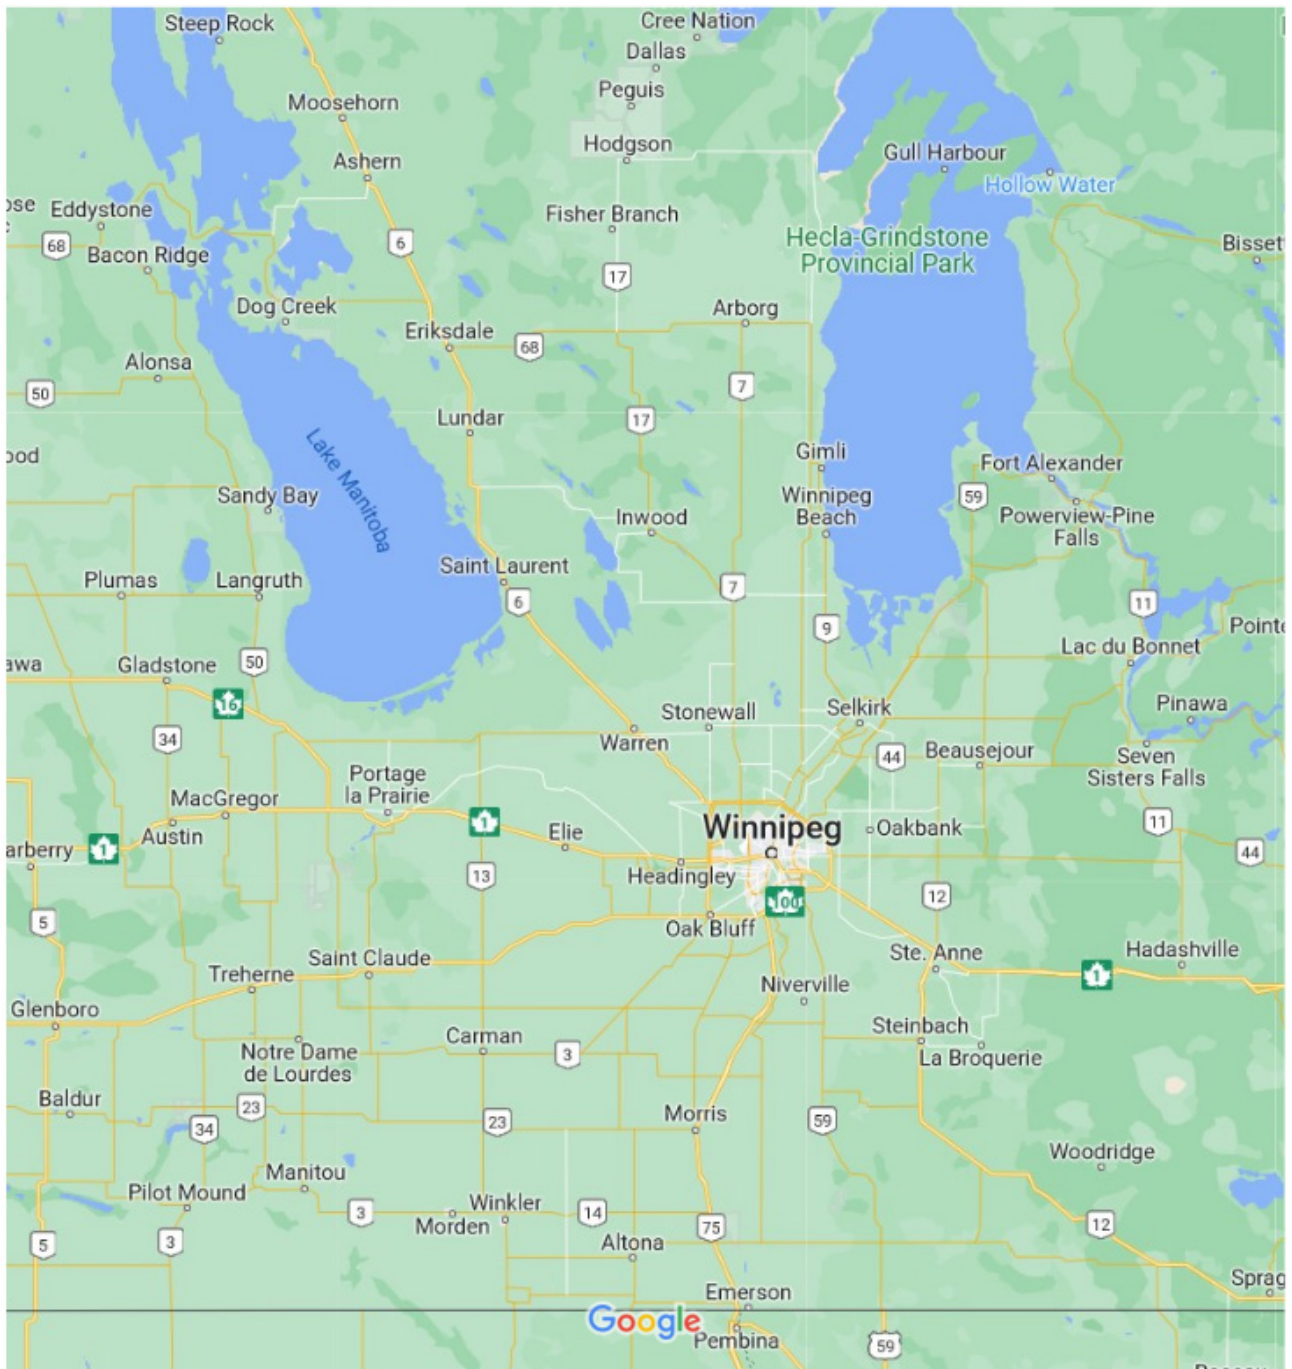 Steep Rock
Cree Nation
Dallas
Peguis
Moosehorn
Hodgson
Ashern
Gull Harbour
Hollow Water
Eddystone
Fisher Branch
68
6
Hecla-Grindstone
Provincial Park
Bacon Ridge
17
Dog Creek
Arborg
Eriksdale
68
Alonsa
50
7
Lundar
17
Lake Manitoba
Gimli
Fort Alexander
Sandy Bay
Winnipeg
Beach
59
Inwood
Powerview-Pine
Falls
Saint Laurent
Plumas
Langruth
7
6
11
9
Lac du Bonnet
Gladstone
50
16
Stonewall
Selkirk
Pinawa
34
Warren
44
Beausejour
Seven
Sisters Falls
Portage
la Prairie
MacGregor
Austin
1
1
Elie
Winnipeg
Oakbank
11
44
Headingley
13
12
100
5
Oak Bluff
Saint Claude
Ste. Anne
Hadashville
Treherne
1
Niverville
Glenboro
Steinbach
Carman
3
La Broquerie
Notre Dame
de Lourdes
Baldur
23
23
Morris
59
34
Woodridge
Manitou
Pilot Mound
3
Winkler
Morden
14
75
12
5
3
Altona
Emerson
Google
Pembina
59